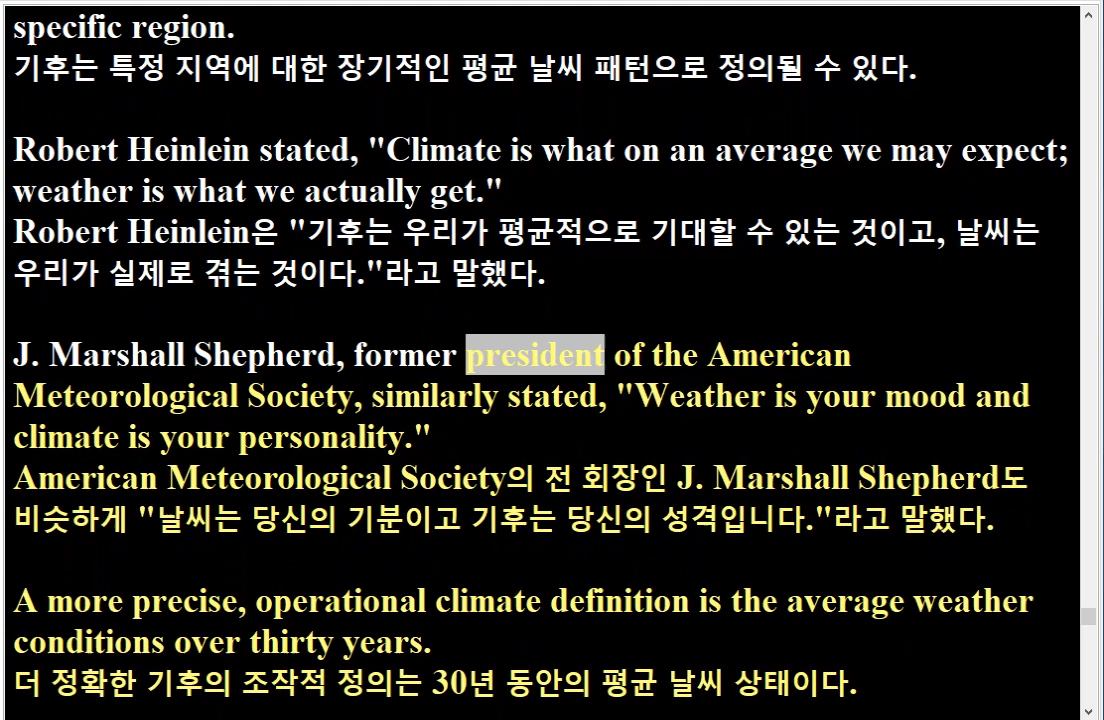 specific region.
기후는 특정 지역에 대한 장기적인 평균 날씨 패턴으로 정의될 수 있다.
Robert Heinlein stated, "Climate is what on an average we may expect;
weather is what we actually get."
Robert Heinlein은 "기후는 우리가 평균적으로 기대할 수 있는 것이고, 날씨는
우리가 실제로 겪는 것이다."라고 말했다.
J. Marshall Shepherd, former president of the American
Meteorological Society, similarly stated, "Weather is your mood and
climate is your personality."
American Meteorological Society의 전 회장인 J. Marshall Shepherd도
비슷하게 "날씨는 당신의 기분이고 기후는 당신의 성격입니다."라고 말했다.
A more precise, operational climate definition is the average weather
conditions over thirty years.
더 정확한 기후의 조작적 정의는 30년 동안의 평균 날씨 상태이다.